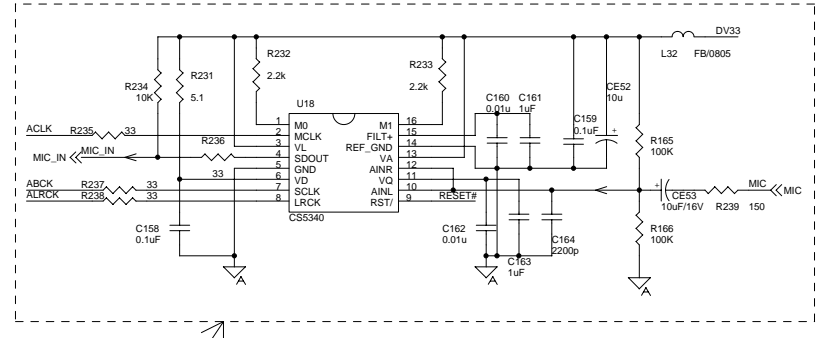 DV33
L32 FB/0805
R232
2.2k
R233
2.2k
R234
10K
R231
5.1
CE52
10u
C160
0.01u
C161
1uF
C159
0.1uF
U18
R165
100K
ACLK
R235 33
MIC_IN MIC_IN
R236
33
ABCK
R237 33
ALRCK
R238 33
1 M0
2 MCLK
3 VL
4 SDOUT
5 GND
6 VD
7 SCLK
8 LRCK
M1 16
FILT+ 15
REF_GND 14
VA 13
AINR 12
VQ 11
AINL 10
RST/ 9
CS5340
RESET#
+
+
CE53
10uF/16V
R239 150
MIC
MIC
C158
0.1uF
C162
0.01u
C163
1uF
C164
2200p
R166
100K
A
A
A